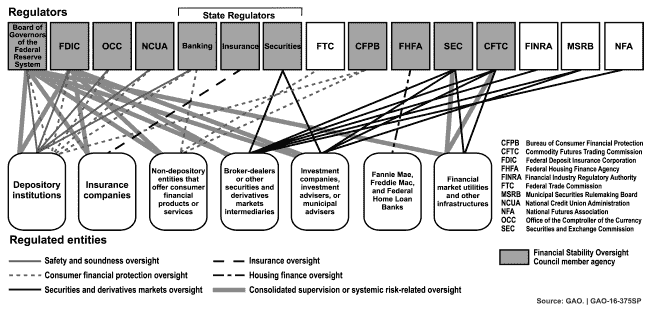 Regulators
State Regulators
Board of
Governors
of the
Federal
Reserve
System
FDIC
OCC
NCUA
Banking
Insurance
Securities
FTC
CFPB
FHFA
SEC
CFTC
FINRA
MSRB
NFA
Depository
institutions
Insurance
companies
Non-depository
entities that
offer consumer
financial
products or
services
Broker-dealers or
other securities
and derivatives
markets
intermediaries
Investment
companies,
investment
advisers, or
municipal
advisers
Fannie Mae,
Freddie Mac,
and Federal
Home Loan
Banks
Financial
market utilities
and other
infrastructures
CFPB Bureau of Consumer Financial Protection
CFTC Commodity Futures Trading Commission
FDIC Federal Deposit Insurance Corporation
FHFA Federal Housing Finance Agency
FINRA Financial Industry Regulatory Authority
FTC Federal Trade Commission
MSRB Municipal Securities Rulemaking Board
NCUA National Credit Union Administration
NFA National Futures Association
OCC Office of the Comptroller of the Currency
SEC Securities and Exchange Commission
Regulated entities
Safety and soundness oversight
Consumer financial protection oversight
Securities and derivatives markets oversight
Insurance oversight
Housing finance oversight
Consolidated supervision or systemic risk-related oversight
Financial Stability Oversight
Council member agency
Source: GAO. | GAO-16-375SP